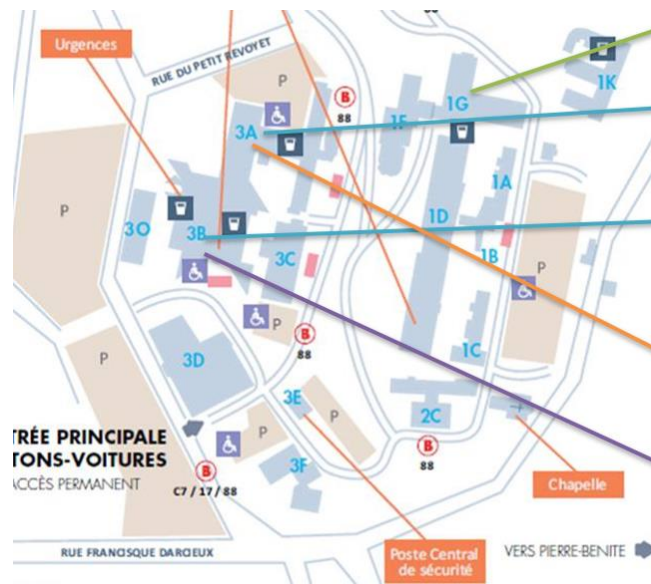 Urgences
RUE DU PETIT REVOYET
P
B
88
1G
1K
3A
1F
1A
P
3O
3B
1D
3C
1B
P
P
3D
P
B
88
1C
3E
2C
P
P
B
88
3F
TRÉE PRINCIPALE
TONS-VOITURES
ACCÈS PERMANENT
B
C7 / 17 / 88
Chapelle
RUE FRANCISQUE DARCIEUX
Poste Central
de sécurité
VERS PIERRE-BENITE